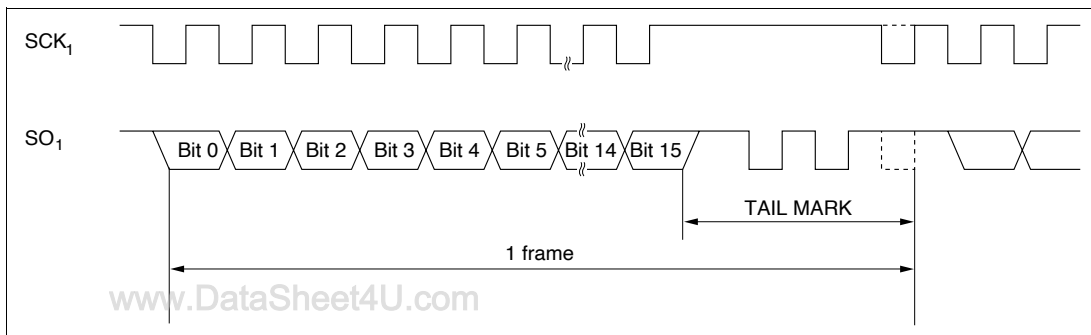 SCK1
SO1
Bit 0 Bit 1 Bit 2 Bit 3 Bit 4 Bit 5 Bit 14 Bit 15
TAIL MARK
1 frame
www.DataSheet4U.com